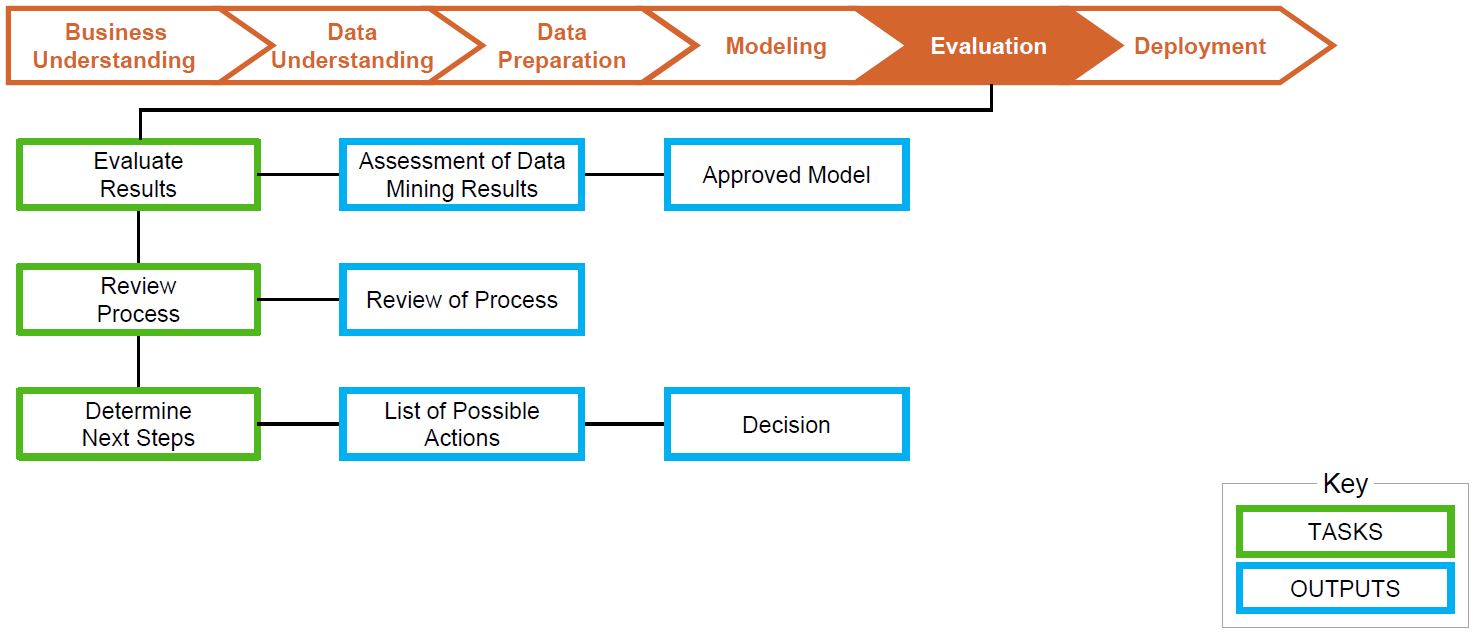 Business
Understanding
Data
Understanding
Data
Preparation
Modeling
Evaluation
Deployment
Evaluate
Results
Assessment of Data
Mining Results
Approved Model
Review
Process
Review of Process
Determine
Next Steps
List of Possible
Actions
Decision
Key
TASKS
OUTPUTS